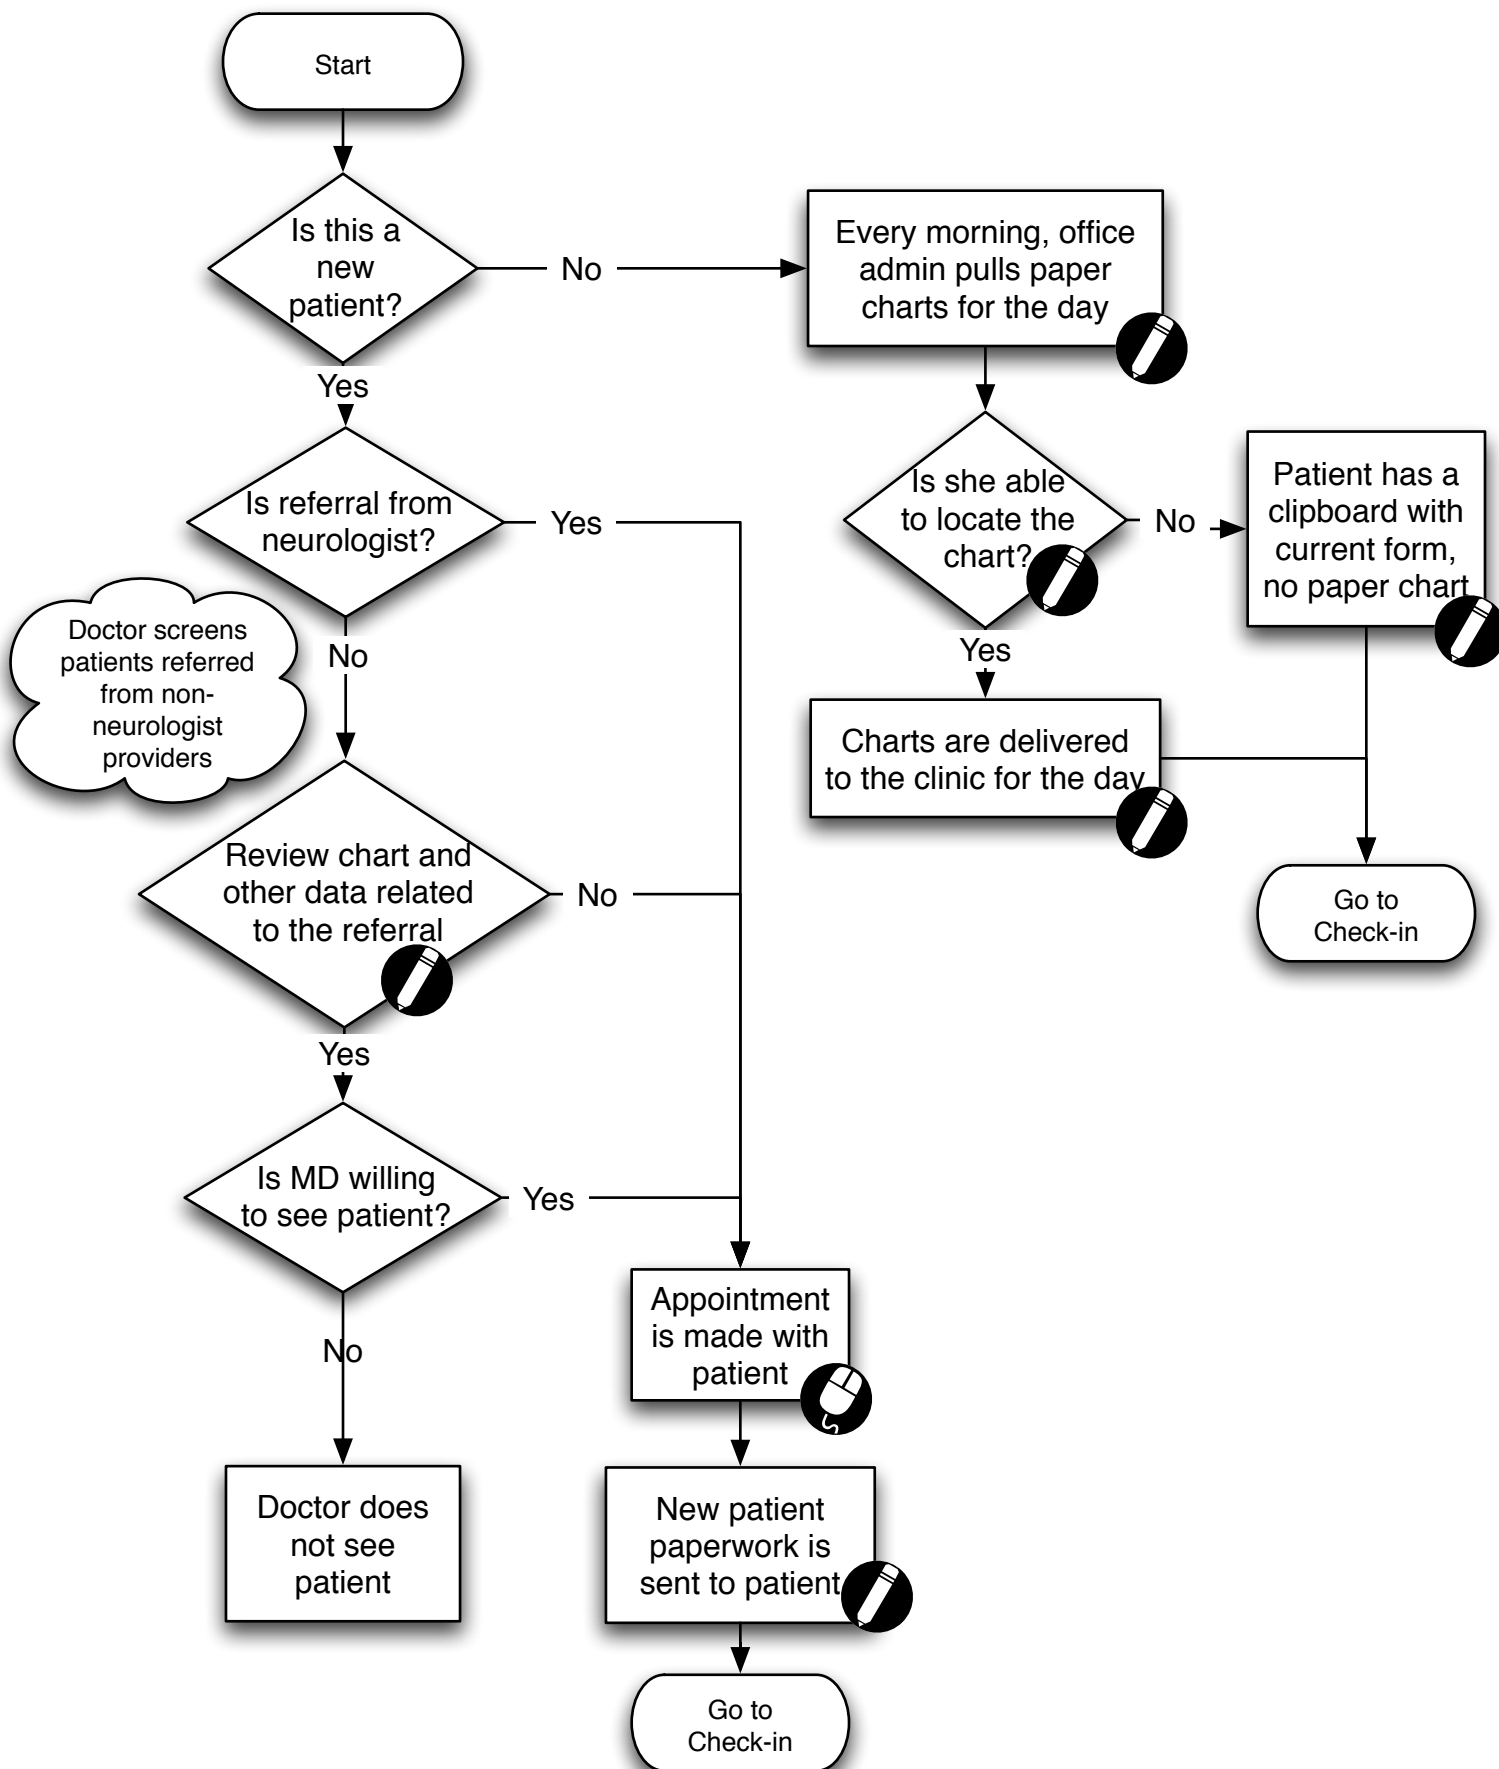 Start
Is this a
new
patient?
No
Every morning, office
admin pulls paper
charts for the day
Yes
Is referral from
neurologist?
Yes
Is she able
to locate the
chart?
No
Patient has a
clipboard with
current form,
no paper chart
Doctor screens
patients referred
from non-
neurologist
providers
No
Yes
Charts are delivered
to the clinic for the day
Review chart and
other data related
to the referral
No
Go to
Check-in
Yes
Is MD willing
to see patient?
Yes
Appointment
is made with
patient
No
Doctor does
not see
patient
New patient
paperwork is
sent to patient
Go to
Check-in